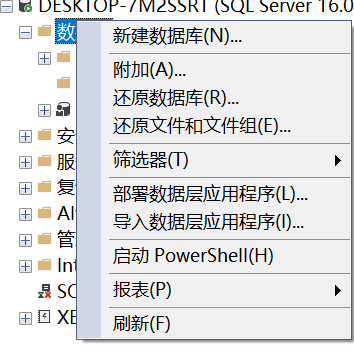 DESKTOP-7M2SSRT (SQL Server 16.0
数
新建数据库(N)...
附加(A)...
还原数据库(R)...
还原文件和文件组(E)...
安
筛选器(T)
服
复
部署数据层应用程序(L)...
Al
导入数据层应用程序(I)...
管
启动 PowerShell(H)
Int
SC
报表(P)
XE
刷新(F)